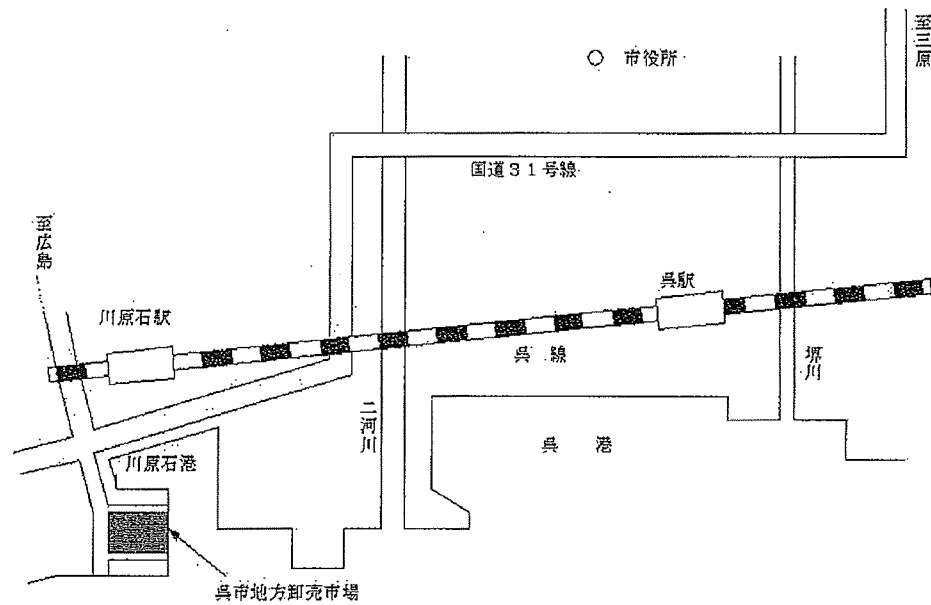 至三原
市役所
国道31号線
至広島
呉駅
川原石駅
呉線
堺川
二河川
呉港
川原石港
呉市地方卸売市場